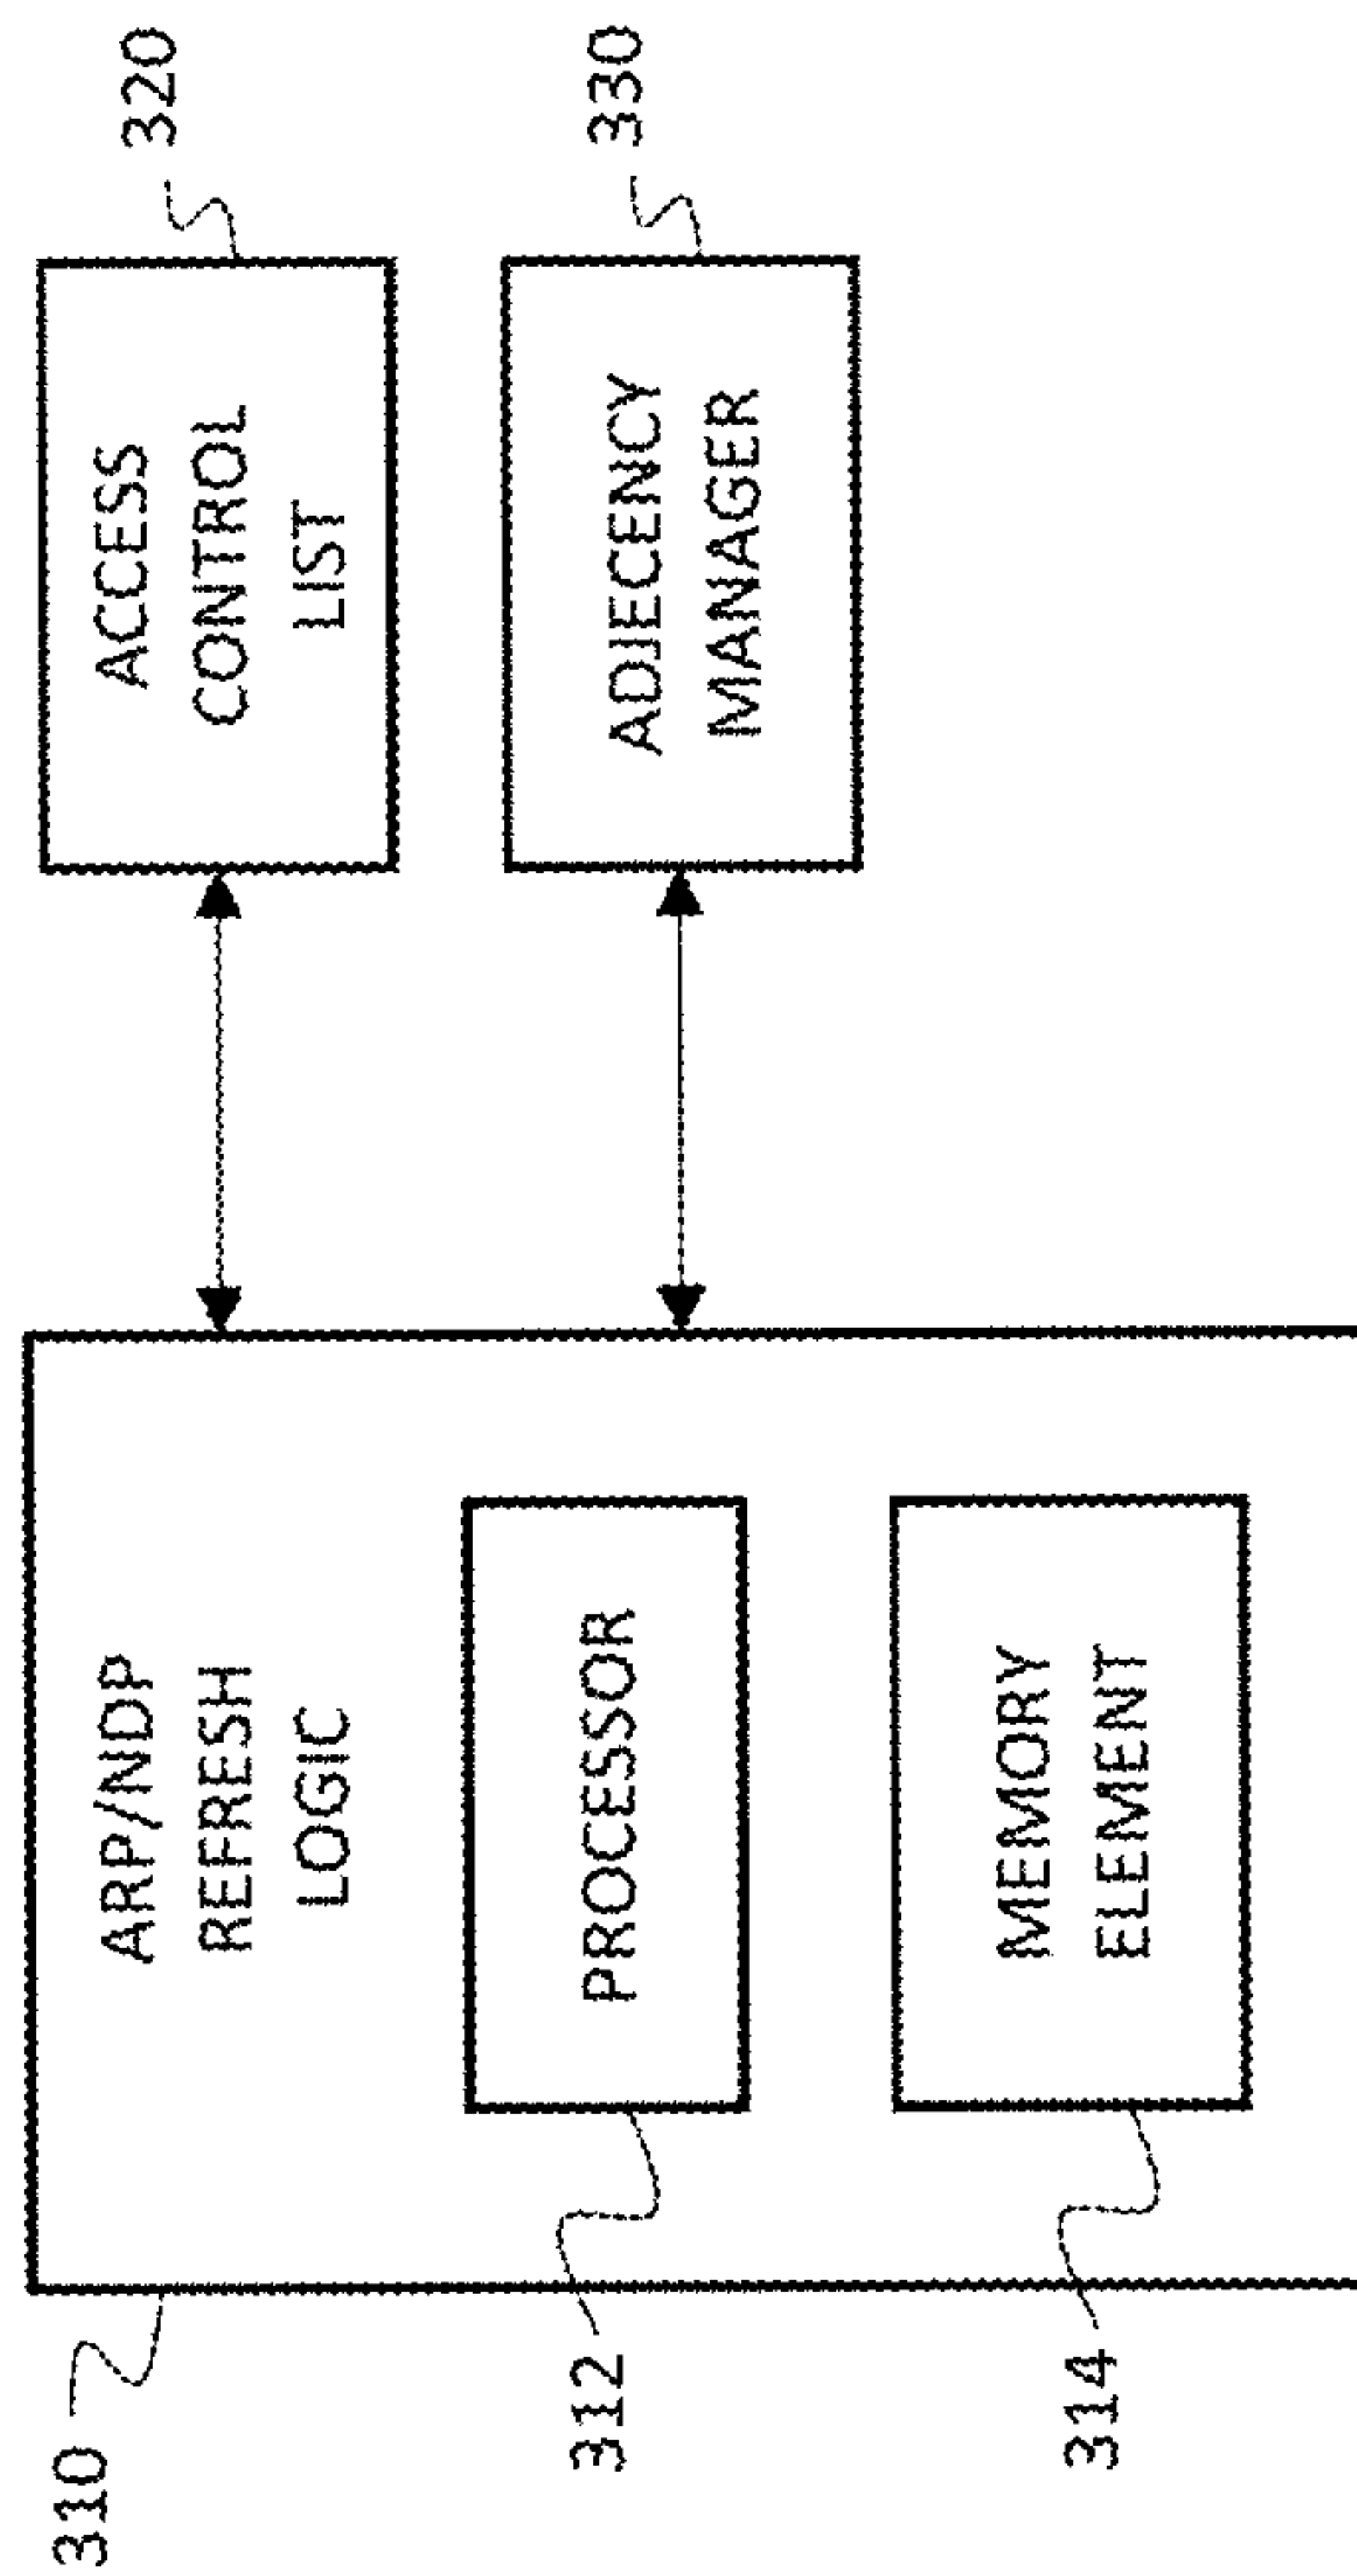 310
ARP/NDP
REFRESH
LOGIC
312
PROCESSOR
314
MEMORY
ELEMENT
ACCESS
CONTROL
LIST
320
ADJECENCY
MANAGER
330